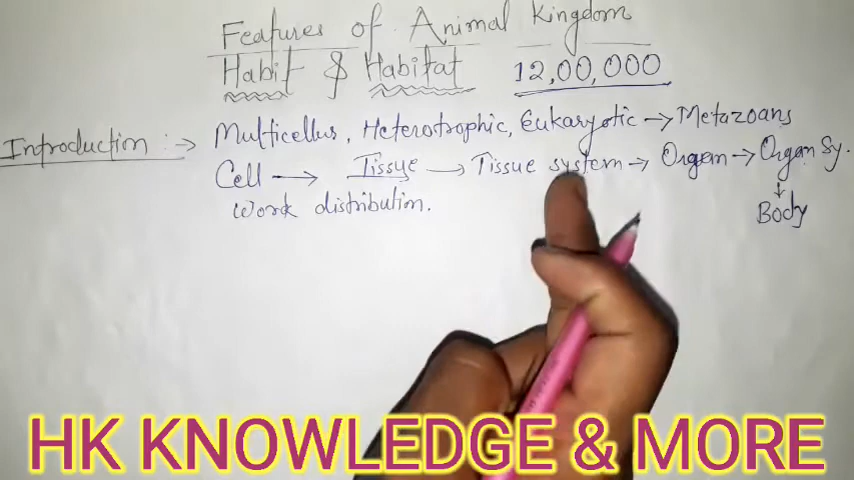 Features of Animal Kingdom
Habit & Habitat 12,00,000
Introduction :→ Multicellus, Heterotrophic, Eukaryotic → Metazoans
Cell → Tissue → Tissue system → Organ → Organ Sy.
↓
Work distribution. Body
HK KNOWLEDGE & MORE